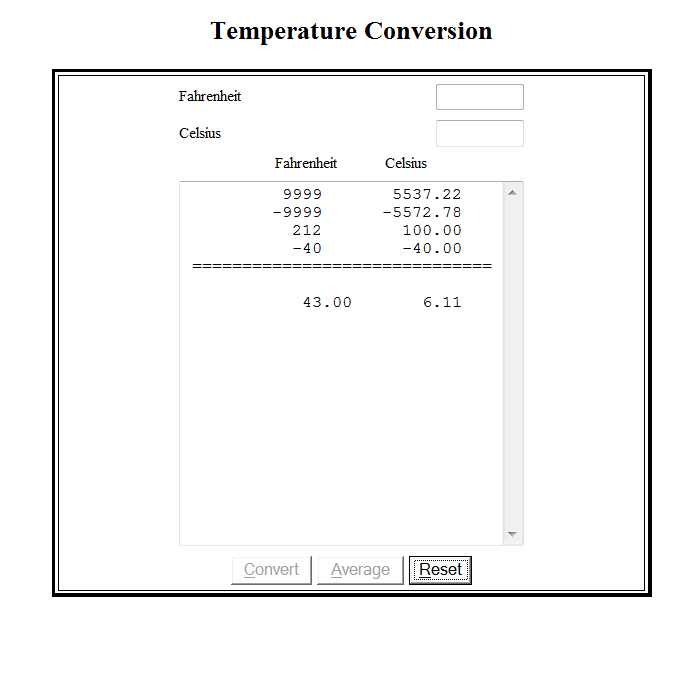 Temperature Conversion
Fahrenheit
Celsius
Fahrenheit Celsius
9999 5537.22
-9999 -5572.78
212 100.00
-40 -40.00
==============================
43.00 6.11
Convert Average Reset